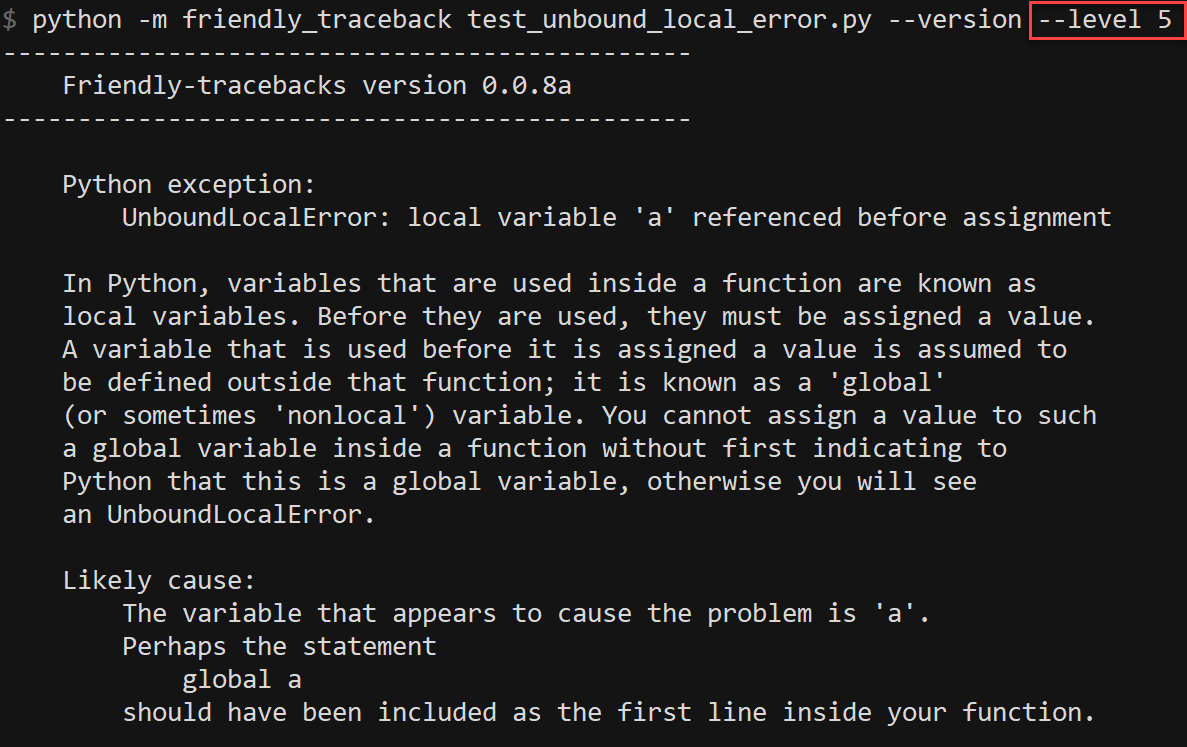 $ python -m friendly_traceback test_unbound_local_error.py --version --level 5
----------------------------------------------
Friendly-tracebacks version 0.0.8a
----------------------------------------------
Python exception:
UnboundLocalError: local variable 'a' referenced before assignment
In Python, variables that are used inside a function are known as
local variables. Before they are used, they must be assigned a value.
A variable that is used before it is assigned a value is assumed to
be defined outside that function; it is known as a 'global'
(or sometimes 'nonlocal') variable. You cannot assign a value to such
a global variable inside a function without first indicating to
Python that this is a global variable, otherwise you will see
an UnboundLocalError.
Likely cause:
The variable that appears to cause the problem is 'a'.
Perhaps the statement
global a
should have been included as the first line inside your function.